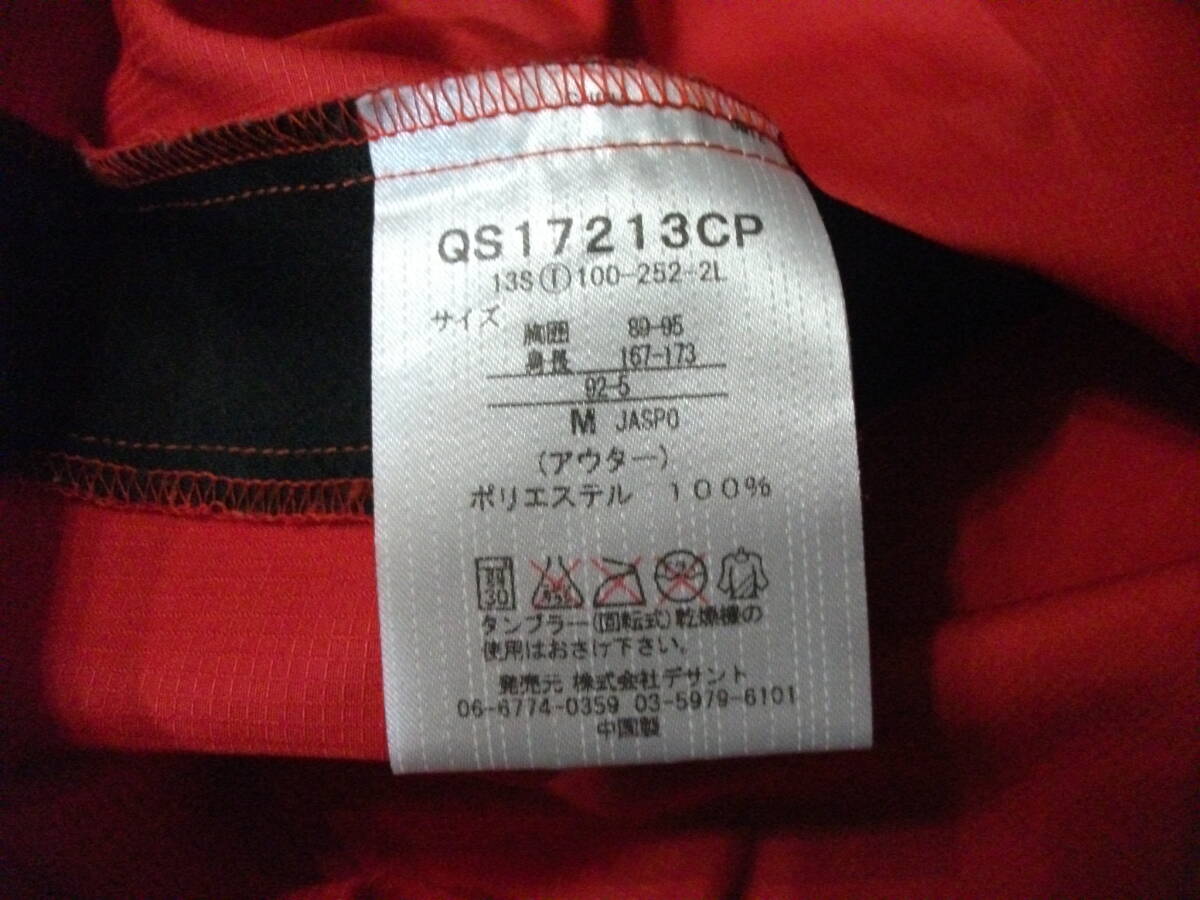 QS17213CP
13SⒻ100-252-2L
サイズ
胸囲 89-95
身長 167-173
92-5
M JASPO
(アウター)
ポリエステル 100%
30
タンブラー(回転式)乾燥機の
使用はおさけ下さい。
発売元 株式会社デサント
06-6774-0359 03-5979-6101
中国製